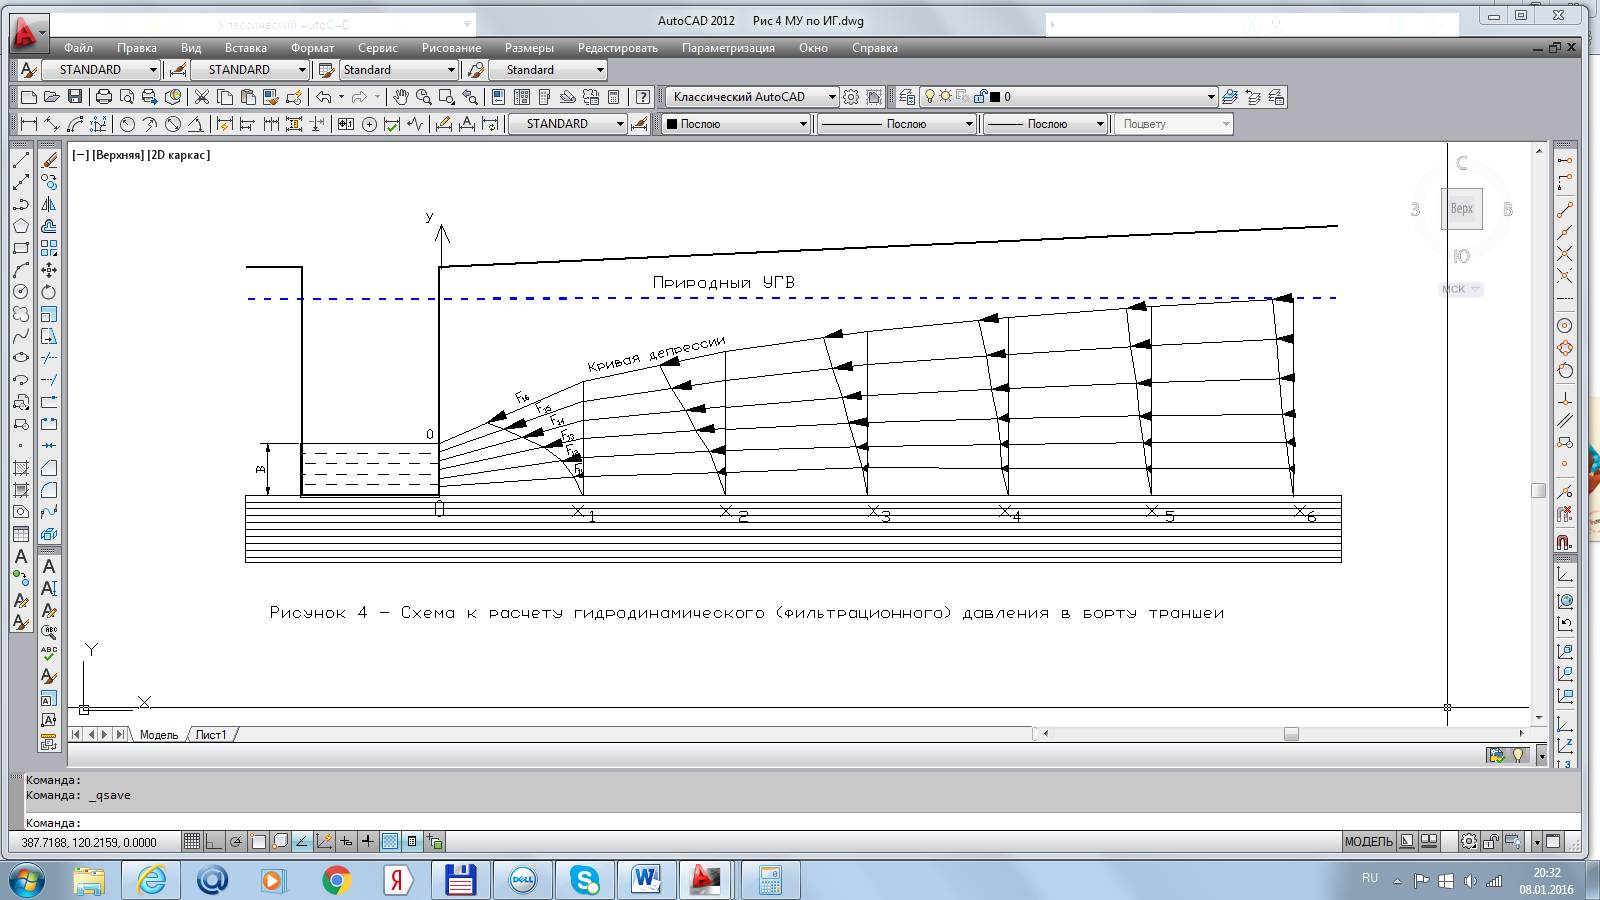 Классический AutoCAD
AutoCAD 2012 Рис 4 МУ по ИГ.dwg
Файл Правка Вид Вставка Формат Сервис Рисование Размеры Редактировать Параметризация Окно Справка
STANDARD STANDARD Standard Standard
Классический AutoCAD 0
STANDARD Послою Послою Послою Поцвету
[−] [Верхняя] [2D каркас]
С
З Верх В
Ю
МСК
y
Природный УГВ
Кривая депрессии
F16
0
В
0 X1 X2 X3 X4 X5 X6
Рисунок 4 - Схема к расчету гидродинамического (фильтрационного) давления в борту траншеи
Y
X
Модель Лист1
Команда:
Команда: _qsave
Команда:
387.7188, 120.2159, 0.0000 МОДЕЛЬ
RU 20:32
08.01.2016